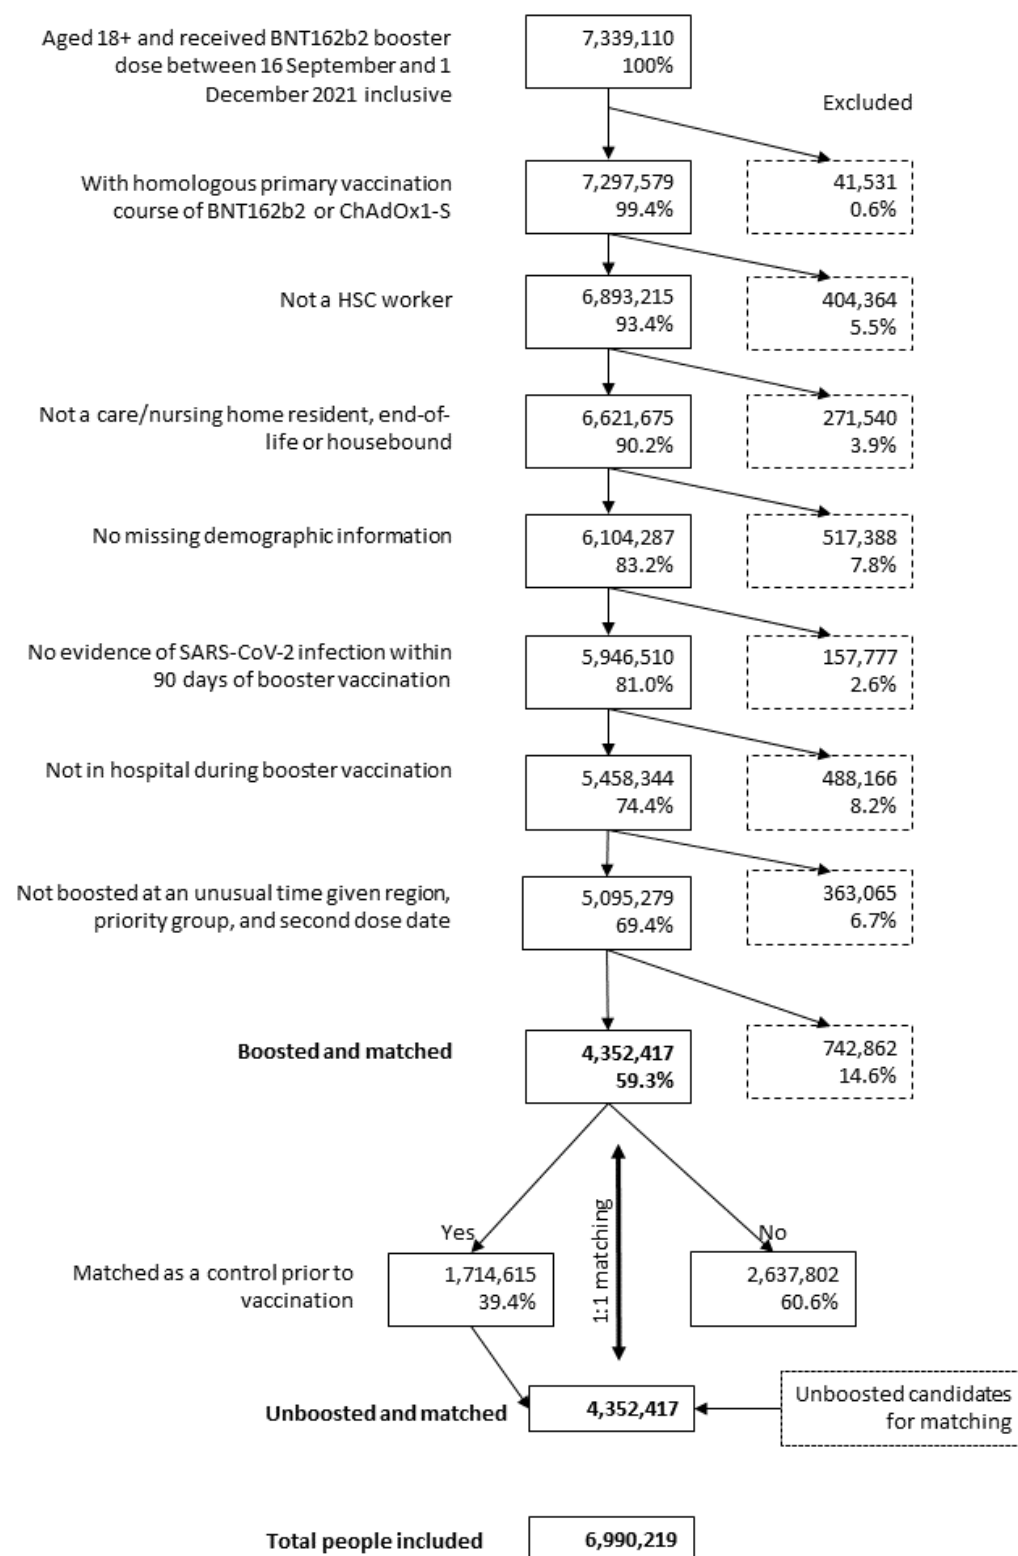 Aged 18+ and received BNT162b2 booster
dose between 16 September and 1
December 2021 inclusive
7,339,110
100%
Excluded
With homologous primary vaccination
course of BNT162b2 or ChAdOx1-S
7,297,579
99.4%
41,531
0.6%
Not a HSC worker
6,893,215
93.4%
404,364
5.5%
Not a care/nursing home resident, end-of-
life or housebound
6,621,675
90.2%
271,540
3.9%
No missing demographic information
6,104,287
83.2%
517,388
7.8%
No evidence of SARS-CoV-2 infection within
90 days of booster vaccination
5,946,510
81.0%
157,777
2.6%
Not in hospital during booster vaccination
5,458,344
74.4%
488,166
8.2%
Not boosted at an unusual time given region,
priority group, and second dose date
5,095,279
69.4%
363,065
6.7%
Boosted and matched
4,352,417
59.3%
742,862
14.6%
Yes
No
1:1 matching
Matched as a control prior to
vaccination
1,714,615
39.4%
2,637,802
60.6%
Unboosted and matched
4,352,417
Unboosted candidates
for matching
Total people included
6,990,219